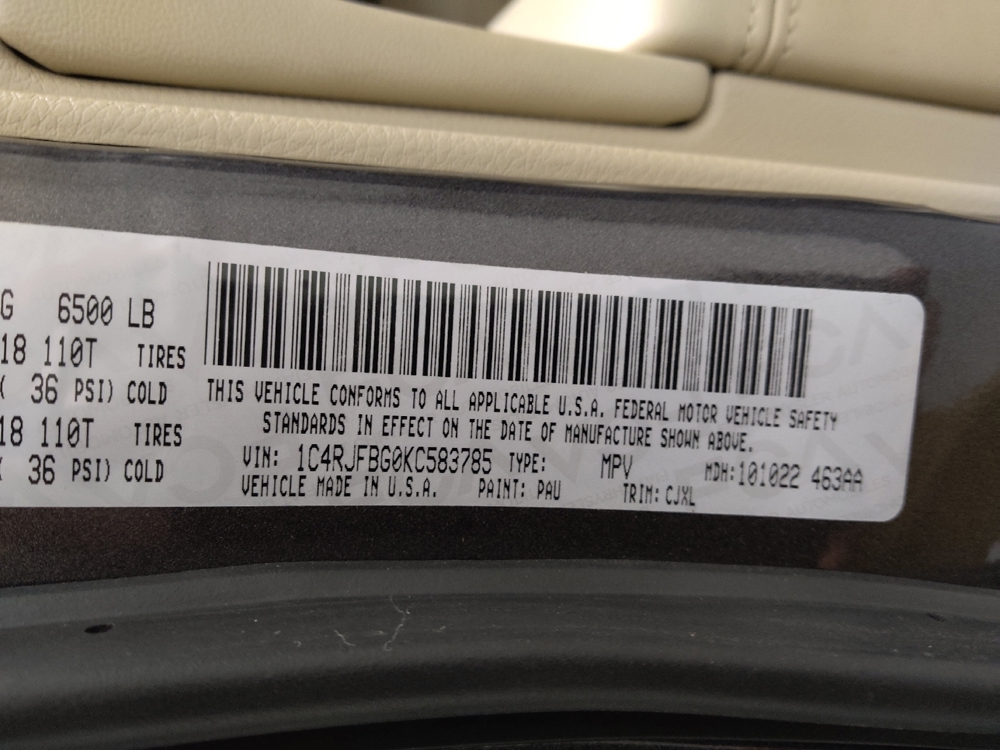 G 6500 LB
18 110T TIRES
( 36 PSI) COLD
18 110T TIRES
( 36 PSI) COLD
THIS VEHICLE CONFORMS TO ALL APPLICABLE U.S.A. FEDERAL MOTOR VEHICLE SAFETY
STANDARDS IN EFFECT ON THE DATE OF MANUFACTURE SHOWN ABOVE.
VIN: 1C4RJFBG0KC583785 TYPE: MPV MDH:101022 463AA
VEHICLE MADE IN U.S.A. PAINT: PAU TRIM: CJXL